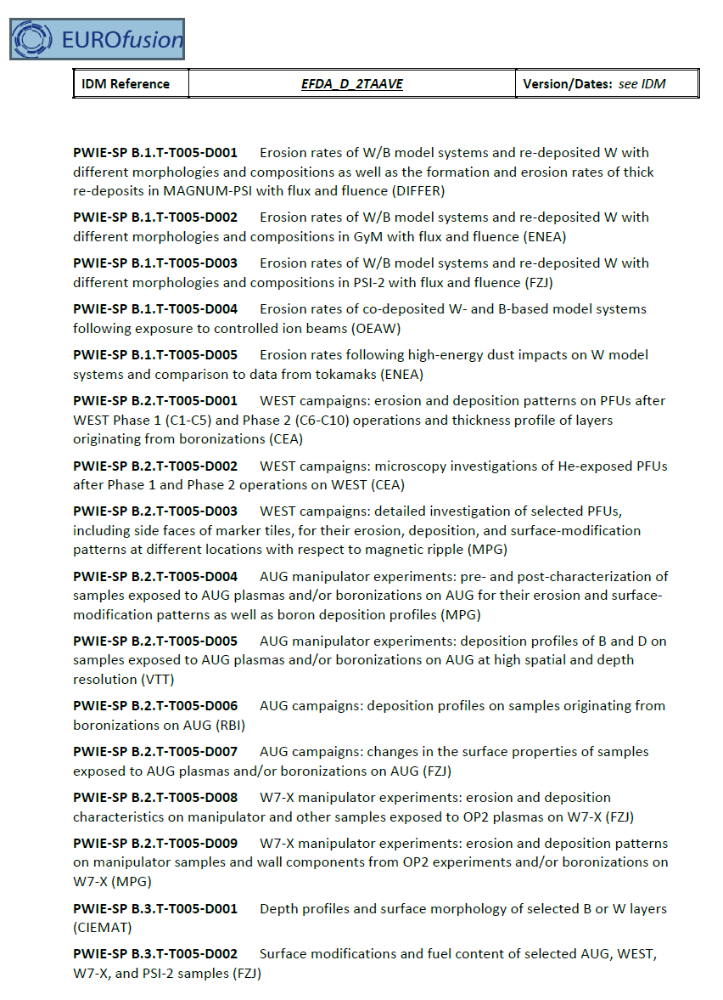 EUROfusion
IDM Reference EFDA_D_2TAAVE Version/Dates: see IDM
PWIE-SP B.1.T-T005-D001 Erosion rates of W/B model systems and re-deposited W with
different morphologies and compositions as well as the formation and erosion rates of thick
re-deposits in MAGNUM-PSI with flux and fluence (DIFFER)
PWIE-SP B.1.T-T005-D002 Erosion rates of W/B model systems and re-deposited W with
different morphologies and compositions in GyM with flux and fluence (ENEA)
PWIE-SP B.1.T-T005-D003 Erosion rates of W/B model systems and re-deposited W with
different morphologies and compositions in PSI-2 with flux and fluence (FZJ)
PWIE-SP B.1.T-T005-D004 Erosion rates of co-deposited W- and B-based model systems
following exposure to controlled ion beams (OEAW)
PWIE-SP B.1.T-T005-D005 Erosion rates following high-energy dust impacts on W model
systems and comparison to data from tokamaks (ENEA)
PWIE-SP B.2.T-T005-D001 WEST campaigns: erosion and deposition patterns on PFUs after
WEST Phase 1 (C1-C5) and Phase 2 (C6-C10) operations and thickness profile of layers
originating from boronizations (CEA)
PWIE-SP B.2.T-T005-D002 WEST campaigns: microscopy investigations of He-exposed PFUs
after Phase 1 and Phase 2 operations on WEST (CEA)
PWIE-SP B.2.T-T005-D003 WEST campaigns: detailed investigation of selected PFUs,
including side faces of marker tiles, for their erosion, deposition, and surface-modification
patterns at different locations with respect to magnetic ripple (MPG)
PWIE-SP B.2.T-T005-D004 AUG manipulator experiments: pre- and post-characterization of
samples exposed to AUG plasmas and/or boronizations on AUG for their erosion and surface-
modification patterns as well as boron deposition profiles (MPG)
PWIE-SP B.2.T-T005-D005 AUG manipulator experiments: deposition profiles of B and D on
samples exposed to AUG plasmas and/or boronizations on AUG at high spatial and depth
resolution (VTT)
PWIE-SP B.2.T-T005-D006 AUG campaigns: deposition profiles on samples originating from
boronizations on AUG (RBI)
PWIE-SP B.2.T-T005-D007 AUG campaigns: changes in the surface properties of samples
exposed to AUG plasmas and/or boronizations on AUG (FZJ)
PWIE-SP B.2.T-T005-D008 W7-X manipulator experiments: erosion and deposition
characteristics on manipulator and other samples exposed to OP2 plasmas on W7-X (FZJ)
PWIE-SP B.2.T-T005-D009 W7-X manipulator experiments: erosion and deposition patterns
on manipulator samples and wall components from OP2 experiments and/or boronizations on
W7-X (MPG)
PWIE-SP B.3.T-T005-D001 Depth profiles and surface morphology of selected B or W layers
(CIEMAT)
PWIE-SP B.3.T-T005-D002 Surface modifications and fuel content of selected AUG, WEST,
W7-X, and PSI-2 samples (FZJ)